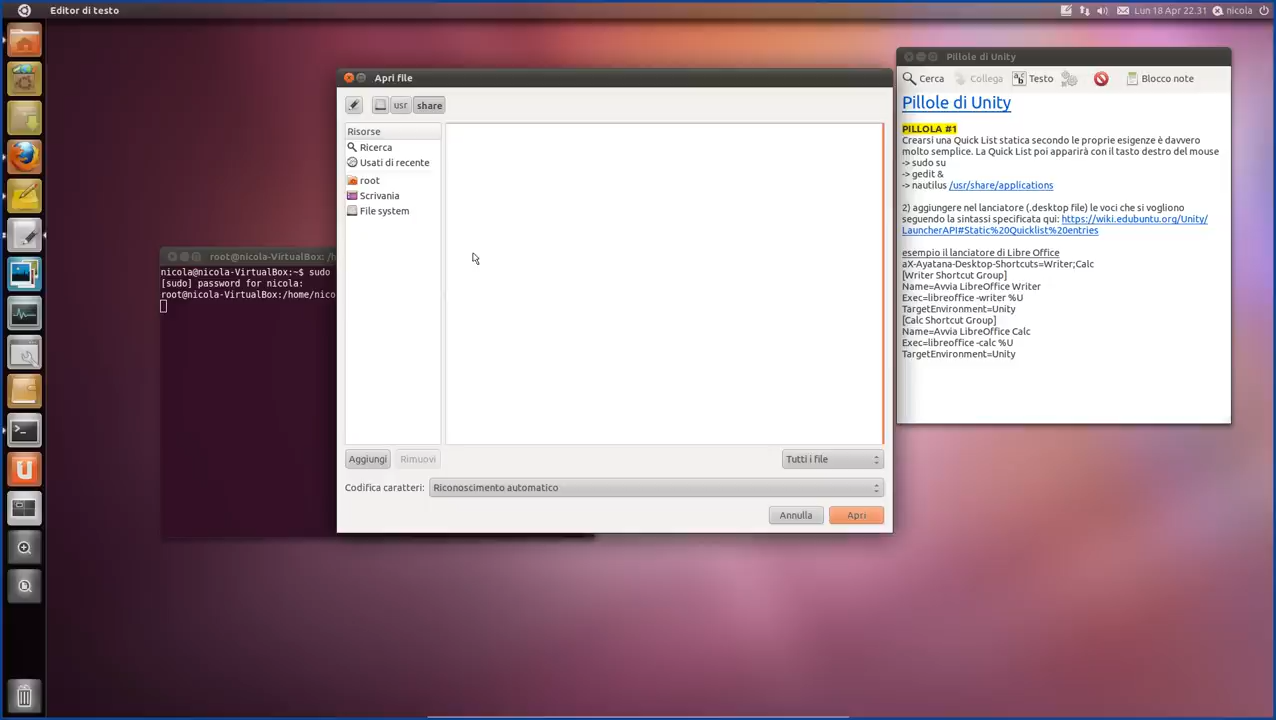 Editor di testo
Lun 18 Apr 22.31
nicola
Apri file
usr
share
Risorse
Ricerca
Usati di recente
root
Scrivania
File system
Aggiungi
Rimuovi
Tutti i file
Codifica caratteri:
Riconoscimento automatico
Annulla
Apri
root@nicola-VirtualBox: /h
nicola@nicola-VirtualBox:~$ sudo
[sudo] password for nicola:
root@nicola-VirtualBox:/home/nico
Pillole di Unity
Cerca
Collega
Testo
Blocco note
Pillole di Unity
PILLOLA #1
Crearsi una Quick List statica secondo le proprie esigenze è davvero
molto semplice. La Quick List poi apparirà con il tasto destro del mouse
-> sudo su
-> gedit &
-> nautilus /usr/share/applications
2) aggiungere nel lanciatore (.desktop file) le voci che si vogliono
seguendo la sintassi specificata qui: https://wiki.edubuntu.org/Unity/
LauncherAPI#Static%20Quicklist%20entries
esempio il lanciatore di Libre Office
aX-Ayatana-Desktop-Shortcuts=Writer;Calc
[Writer Shortcut Group]
Name=Avvia LibreOffice Writer
Exec=libreoffice -writer %U
TargetEnvironment=Unity
[Calc Shortcut Group]
Name=Avvia LibreOffice Calc
Exec=libreoffice -calc %U
TargetEnvironment=Unity